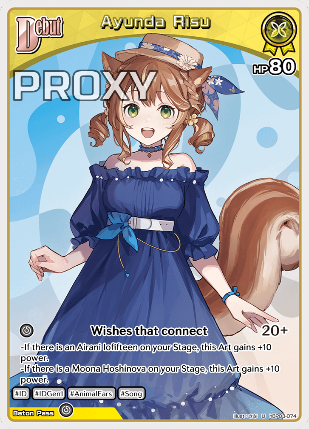 Debut
Ayunda Risu
HP 80
PROXY
Wishes that connect 20+
-If there is an Airani Iofifteen on your Stage, this Art gains +10
power.
-If there is a Moona Hoshinova on your Stage, this Art gains +10
power.
#ID #IDGen1 #AnimalEars #Song
Baton Pass